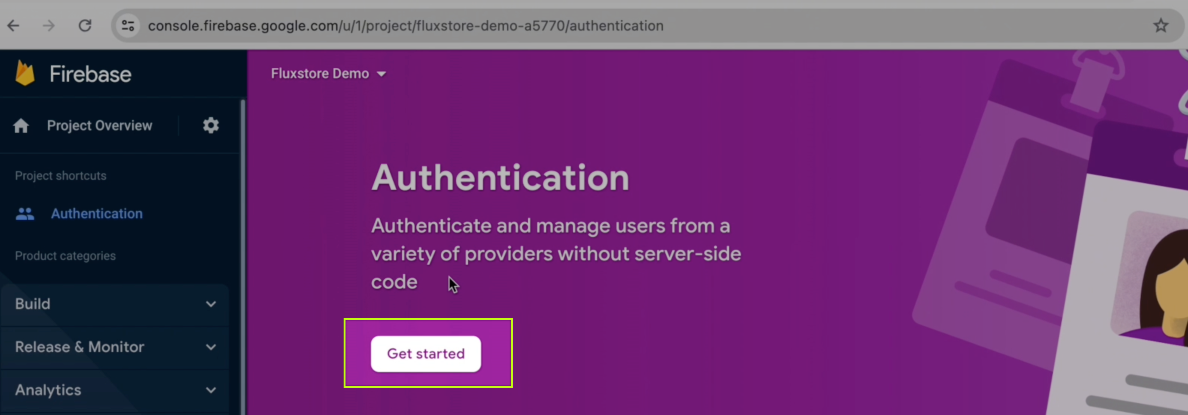 console.firebase.google.com/u/1/project/fluxstore-demo-a5770/authentication
Firebase
Fluxstore Demo
Project Overview
Project shortcuts
Authentication
Product categories
Build
Release & Monitor
Analytics
Authentication
Authenticate and manage users from a
variety of providers without server-side
code
Get started